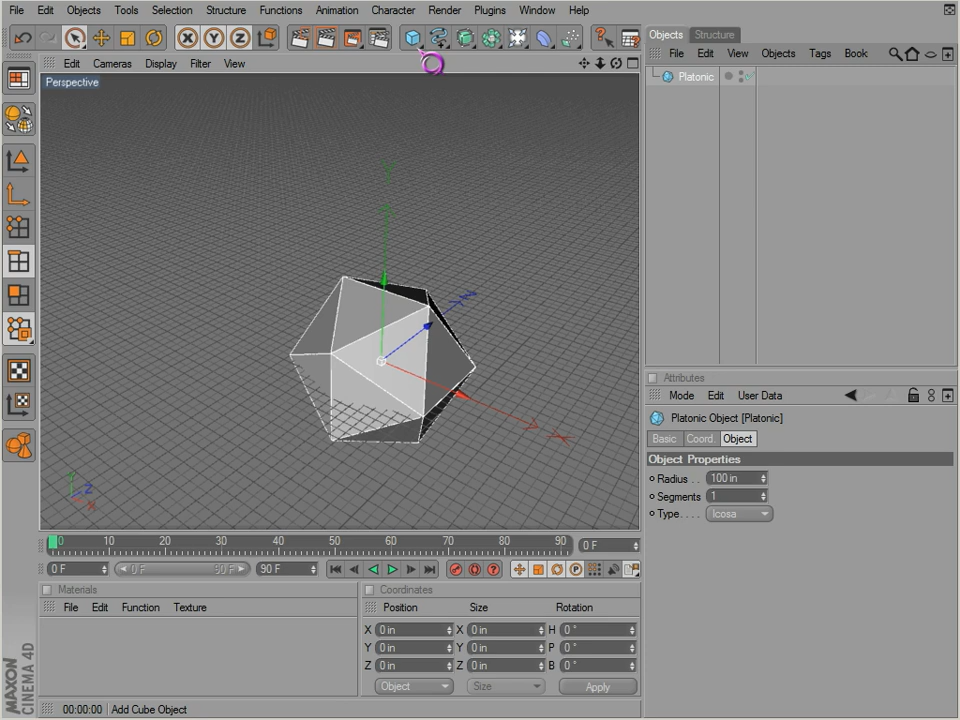 File Edit Objects Tools Selection Structure Functions Animation Character Render Plugins Window Help
X Y Z
Objects Structure
Edit Cameras Display Filter View
File Edit View Objects Tags Book
Perspective
Platonic
Y
Attributes
Mode Edit User Data
Platonic Object [Platonic]
Basic Coord Object
Object Properties
Radius . . 100 in
Segments 1
Type. . . . Icosa
Y
Z
X
0 10 20 30 40 50 60 70 80 90 0 F
0 F 0 F 90 F 90 F
Materials
File Edit Function Texture
Coordinates
Position Size Rotation
X 0 in X 0 in H 0 °
Y 0 in Y 0 in P 0 °
Z 0 in Z 0 in B 0 °
Object Size Apply
MAXON
CINEMA 4D
00:00:00 Add Cube Object